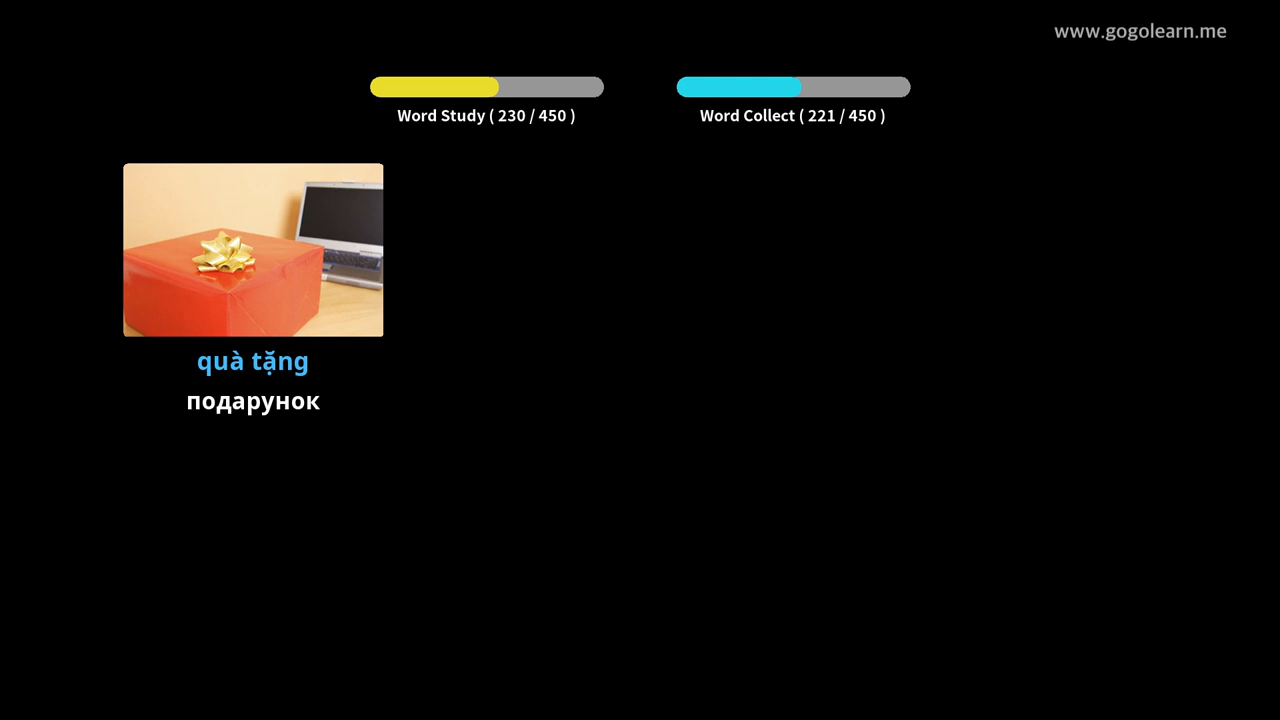 www.gogolearn.me
Word Study ( 230 / 450 )
Word Collect ( 221 / 450 )
quà tặng
подарунок